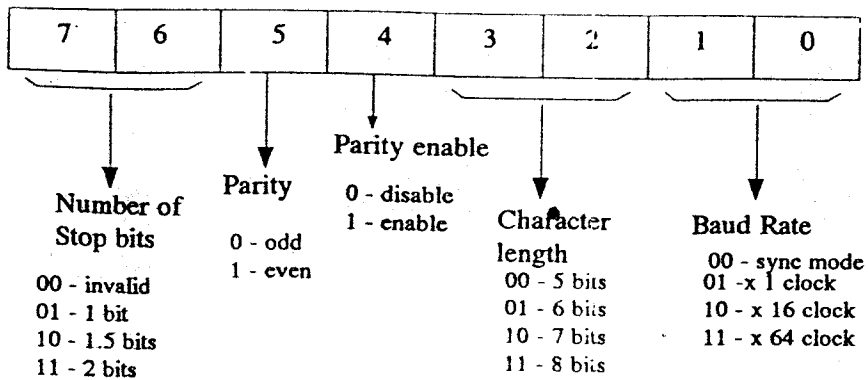 7 6 5 4 3 2 1 0
Number of
Stop bits
00 - invalid
01 - 1 bit
10 - 1.5 bits
11 - 2 bits
Parity
0 - odd
1 - even
Parity enable
0 - disable
1 - enable
Character
length
00 - 5 bits
01 - 6 bits
10 - 7 bits
11 - 8 bits
Baud Rate
00 - sync mode
01 - x 1 clock
10 - x 16 clock
11 - x 64 clock